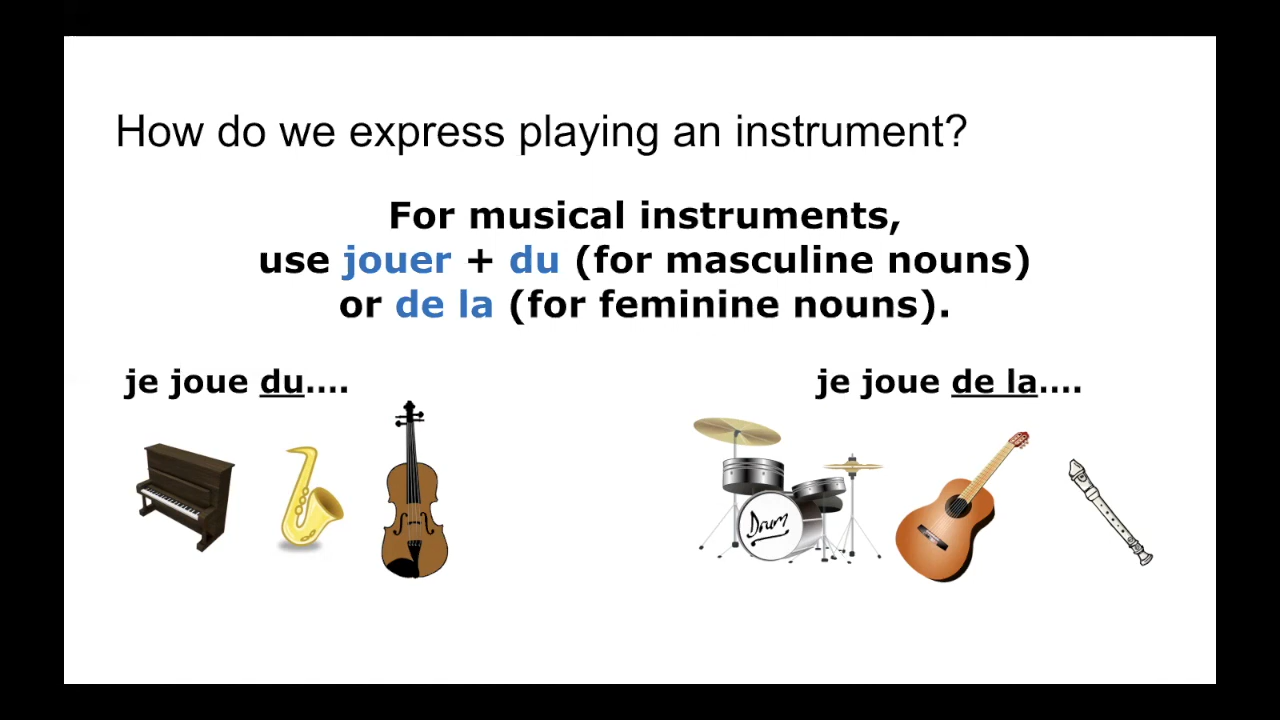 How do we express playing an instrument?
For musical instruments,
use jouer + du (for masculine nouns)
or de la (for feminine nouns).
je joue du....
je joue de la....
Drum